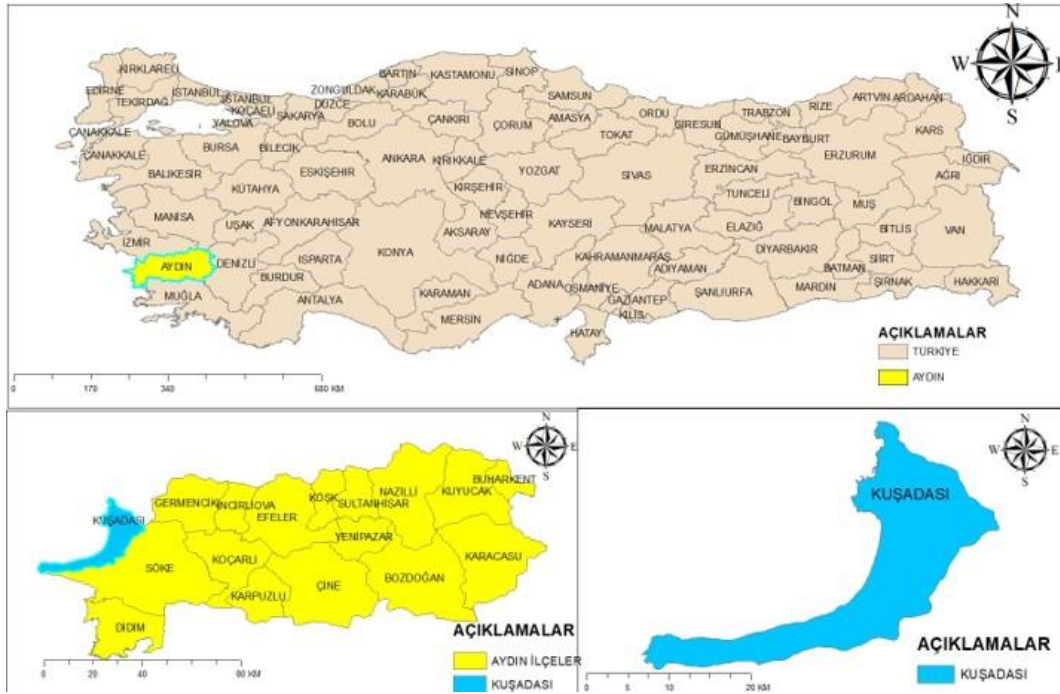 N
W E
S
KIRKLARELİ
EDİRNE
TEKİRDAĞ
İSTANBUL
İSTANBUL
KOCAELİ
YALOVA
SAKARYA
DÜZCE
ZONGULDAK
BARTIN
KARABÜK
KASTAMONU
SİNOP
SAMSUN
ORDU
GİRESUN
TRABZON
RİZE
ARTVİN
ARDAHAN
ÇANAKKALE
ÇANAKKALE
BURSA
BİLECİK
BOLU
ÇANKIRI
ÇORUM
AMASYA
TOKAT
GÜMÜŞHANE
BAYBURT
KARS
BALIKESİR
KÜTAHYA
ESKİŞEHİR
ANKARA
KIRIKKALE
YOZGAT
SİVAS
ERZİNCAN
ERZURUM
IĞDIR
AĞRI
MANİSA
UŞAK
AFYONKARAHİSAR
KIRŞEHİR
NEVŞEHİR
AKSARAY
KAYSERİ
MALATYA
TUNCELİ
ELAZIĞ
BİNGÖL
MUŞ
BİTLİS
VAN
İZMİR
AYDIN
DENİZLİ
ISPARTA
BURDUR
KONYA
NİĞDE
KAHRAMANMARAŞ
ADIYAMAN
DİYARBAKIR
BATMAN
SİİRT
ŞIRNAK
HAKKARİ
MUĞLA
ANTALYA
KARAMAN
MERSİN
ADANA
OSMANİYE
GAZİANTEP
KİLİS
HATAY
ŞANLIURFA
MARDİN
AÇIKLAMALAR
TÜRKİYE
AYDIN
0 170 340 680 KM
N
W E
S
KUŞADASI
GERMENCİK
İNCİRLİOVA
EFELER
KÖŞK
SULTANHİSAR
NAZİLLİ
KUYUCAK
BUHARKENT
YENİPAZAR
KARACASU
SÖKE
KOÇARLI
KARPUZLU
ÇİNE
BOZDOĞAN
DİDİM
AÇIKLAMALAR
AYDIN İLÇELER
KUŞADASI
0 20 40 80 KM
N
W E
S
KUŞADASI
AÇIKLAMALAR
KUŞADASI
0 5 10 20 KM